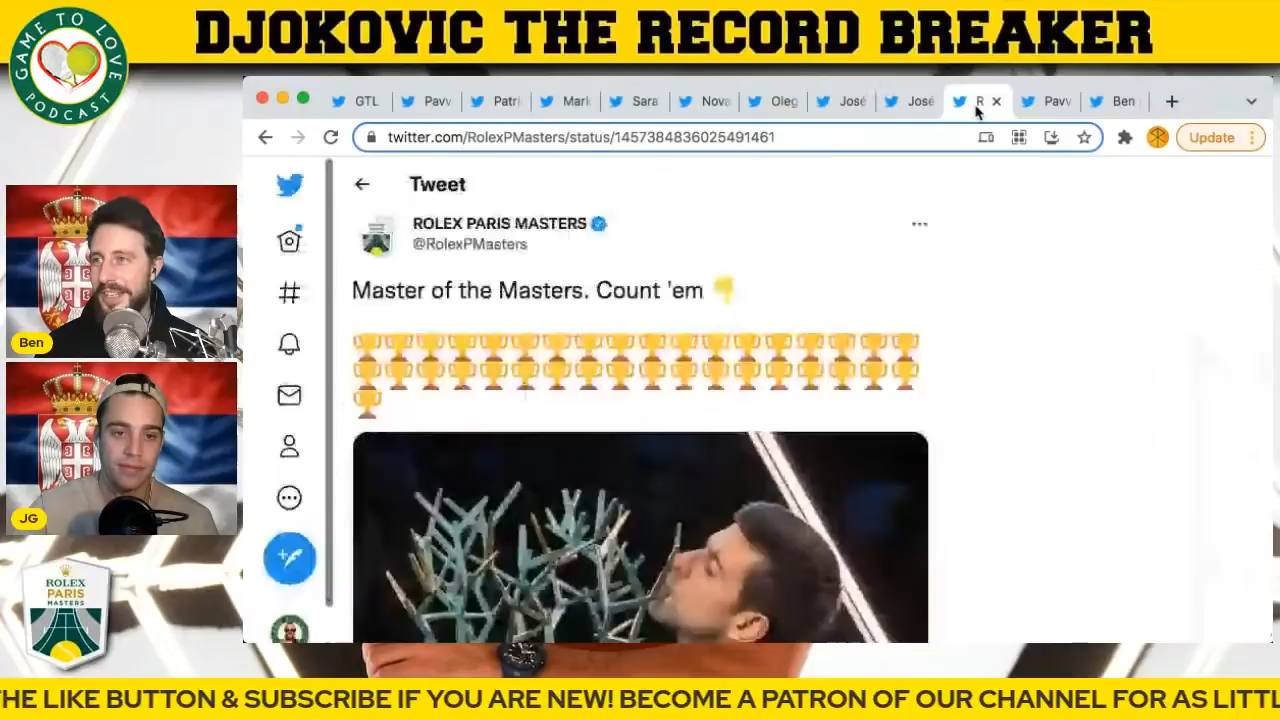 DJOKOVIC THE RECORD BREAKER
GAME TO LOVE
PODCAST
GTL
Pavv
Patri
Mark
Sara
Nova
Oleg
José
José
R
Pavv
Ben
twitter.com/RolexPMasters/status/1457384836025491461
Update
Tweet
ROLEX PARIS MASTERS
@RolexPMasters
Master of the Masters. Count 'em 👇
🏆🏆🏆🏆🏆🏆🏆🏆🏆🏆🏆🏆🏆🏆🏆🏆🏆🏆
🏆🏆🏆🏆🏆🏆🏆🏆🏆🏆🏆🏆🏆🏆🏆🏆🏆🏆
🏆
Ben
JG
ROLEX
PARIS
MASTERS
THE LIKE BUTTON & SUBSCRIBE IF YOU ARE NEW! BECOME A PATRON OF OUR CHANNEL FOR AS LITTL